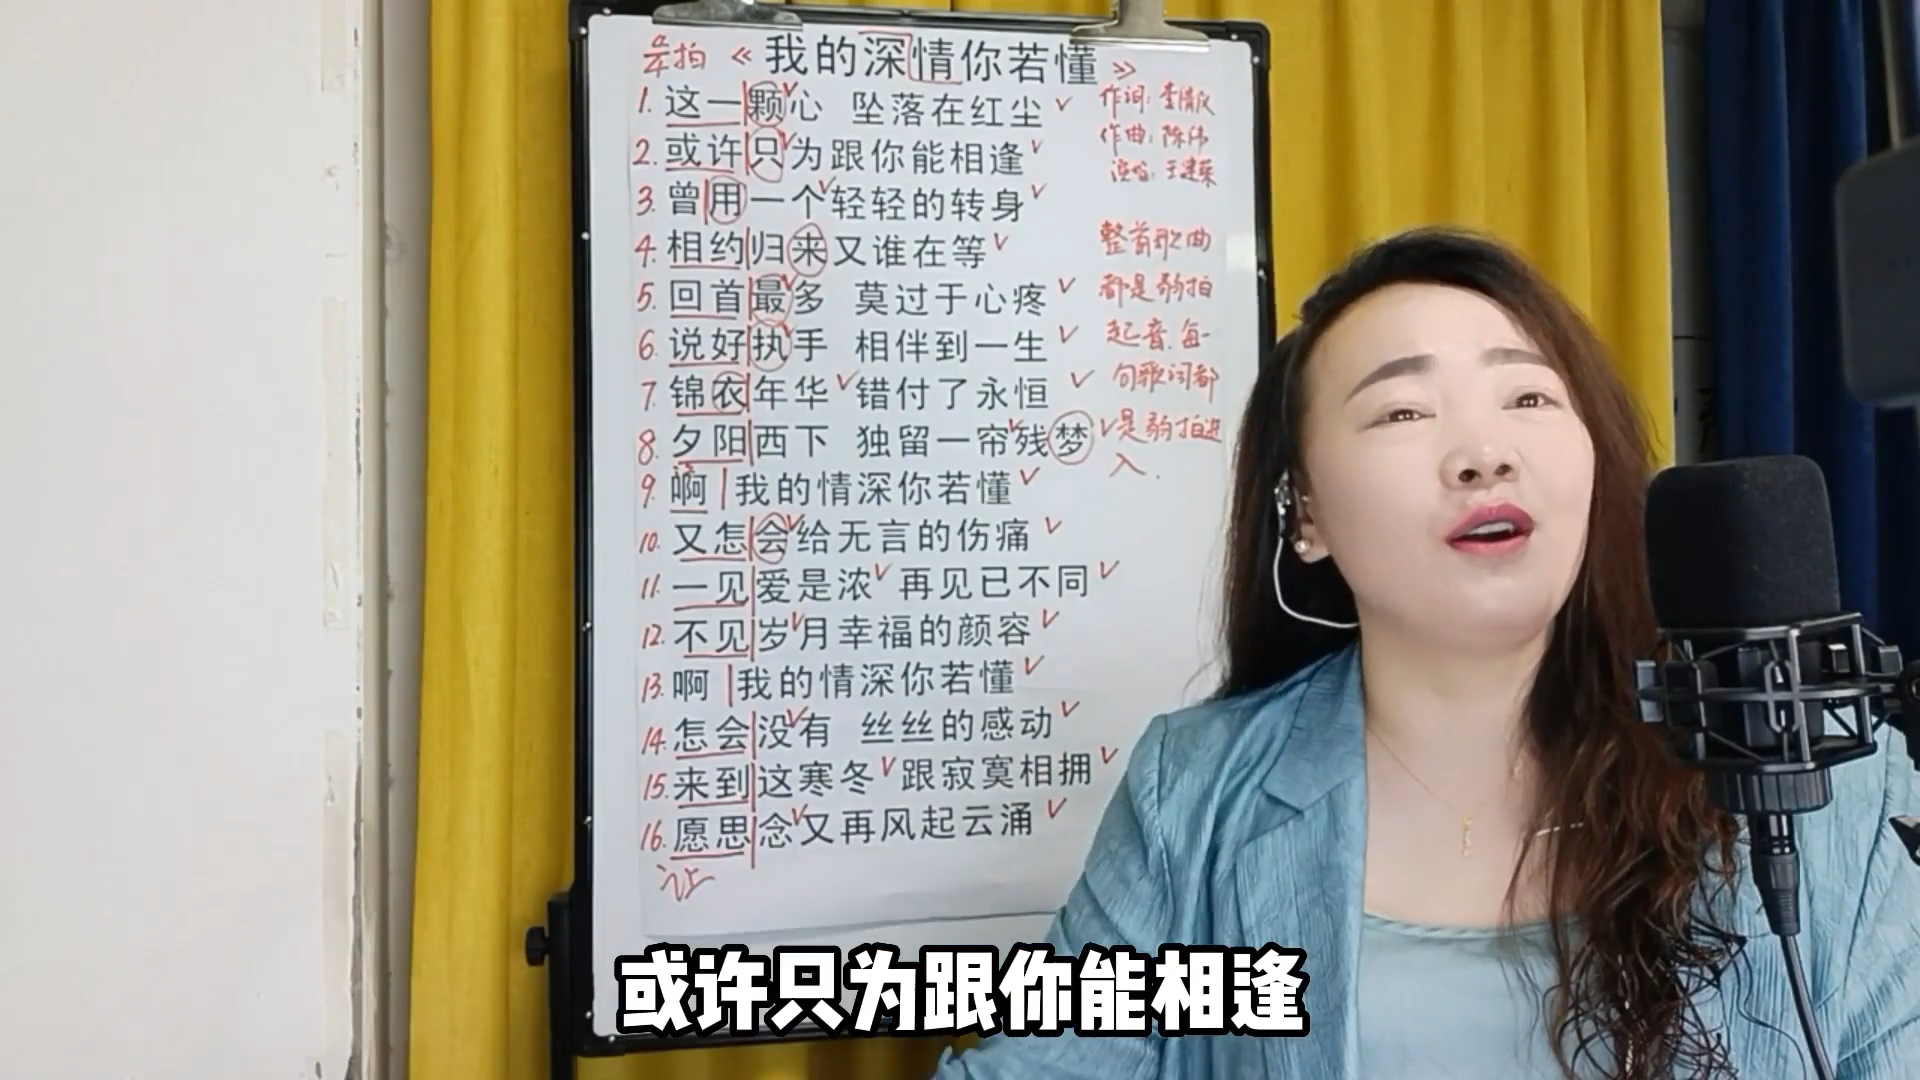 4/4拍 《我的深情你若懂》
1. 这一颗心 坠落在红尘
2. 或许只为跟你能相逢
3. 曾用一个轻轻的转身
4. 相约归来又谁在等
5. 回首最多 莫过于心疼
6. 说好执手 相伴到一生
7. 锦衣年华 错付了永恒
8. 夕阳西下 独留一帘残梦
9. 啊 我的情深你若懂
10. 又怎会给无言的伤痛
11. 一见爱是浓 再见已不同
12. 不见岁月幸福的颜容
13. 啊 我的情深你若懂
14. 怎会没有 丝丝的感动
15. 来到这寒冬 跟寂寞相拥
16. 愿思念又再风起云涌
让
作词：李
作曲：陈伟
演唱：王建荣
整首歌曲
都是弱拍
起音.每一
句歌词都
是弱拍进
入.
或许只为跟你能相逢